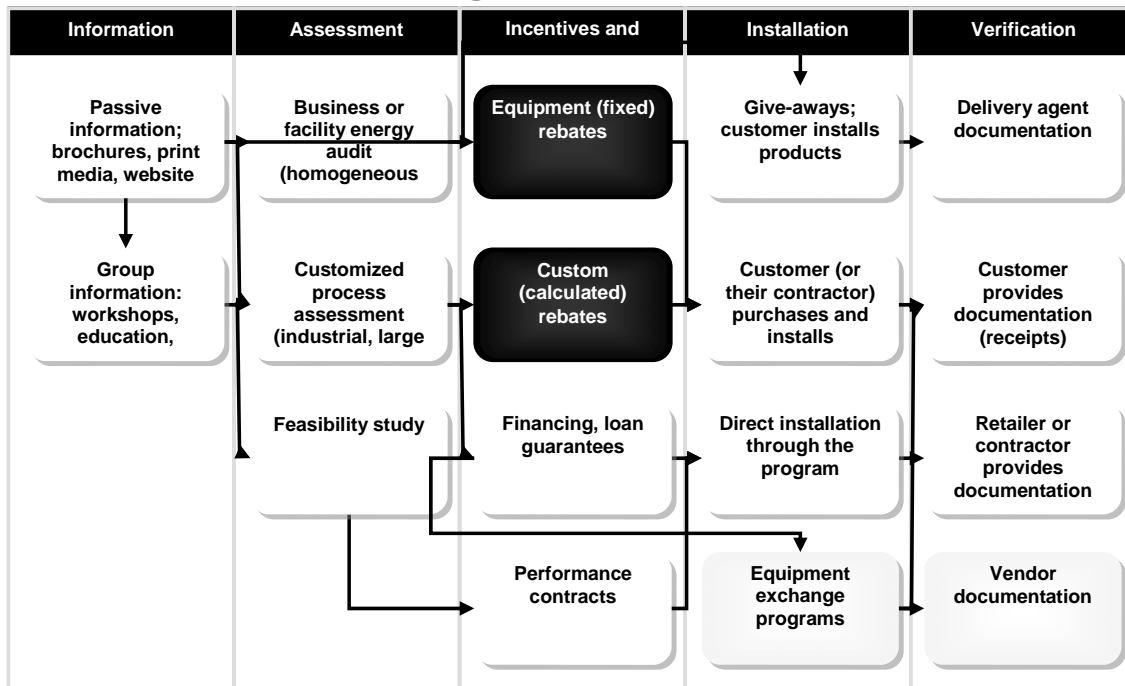 Information
Assessment
Incentives and
Installation
Verification
Passive
information;
brochures, print
media, website
Business or
facility energy
audit
(homogeneous
Equipment (fixed)
rebates
Give-aways;
customer installs
products
Delivery agent
documentation
Group
information:
workshops,
education,
Customized
process
assessment
(industrial, large
Custom
(calculated)
rebates
Customer (or
their contractor)
purchases and
installs
Customer
provides
documentation
(receipts)
Feasibility study
Financing, loan
guarantees
Direct installation
through the
program
Retailer or
contractor
provides
documentation
Performance
contracts
Equipment
exchange
programs
Vendor
documentation